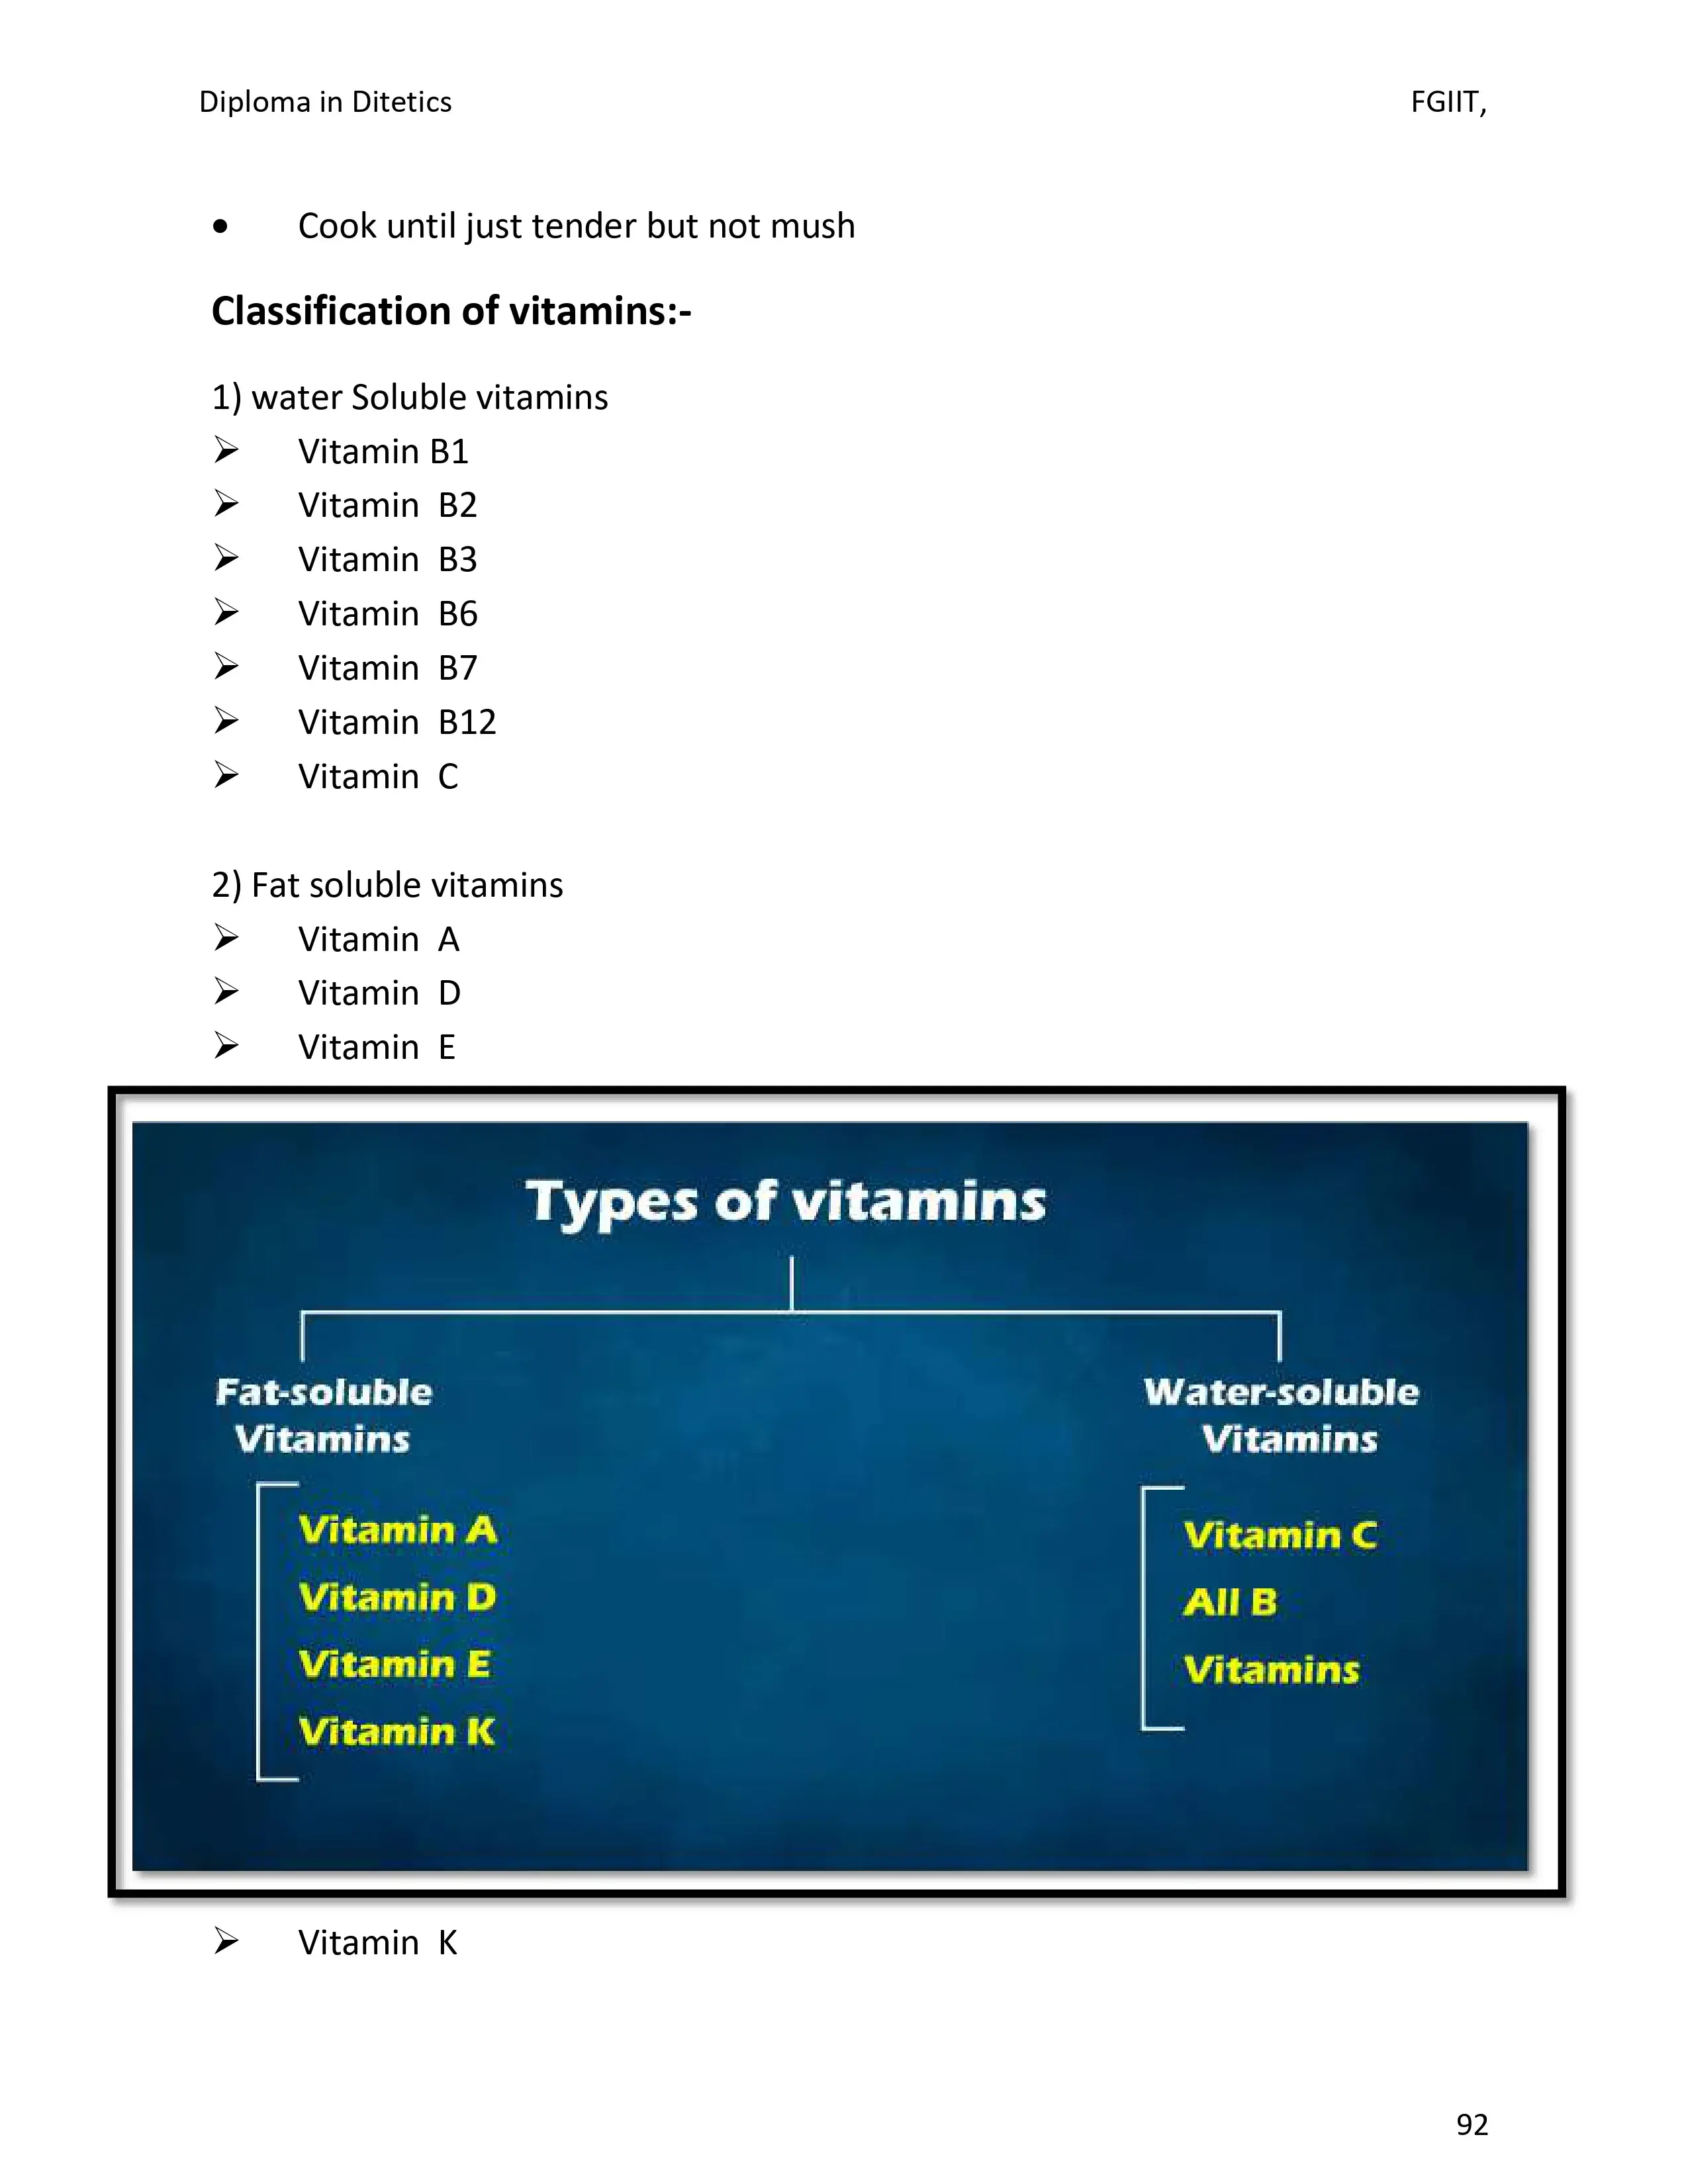 Diploma in Ditetics FGIIT,
• Cook until just tender but not mush
Classification of vitamins:-
1) water Soluble vitamins
➢ Vitamin B1
➢ Vitamin B2
➢ Vitamin B3
➢ Vitamin B6
➢ Vitamin B7
➢ Vitamin B12
➢ Vitamin C
2) Fat soluble vitamins
➢ Vitamin A
➢ Vitamin D
➢ Vitamin E
Types of vitamins
Fat-soluble
Vitamins
Vitamin A
Vitamin D
Vitamin E
Vitamin K
Water-soluble
Vitamins
Vitamin C
All B
Vitamins
➢ Vitamin K
92